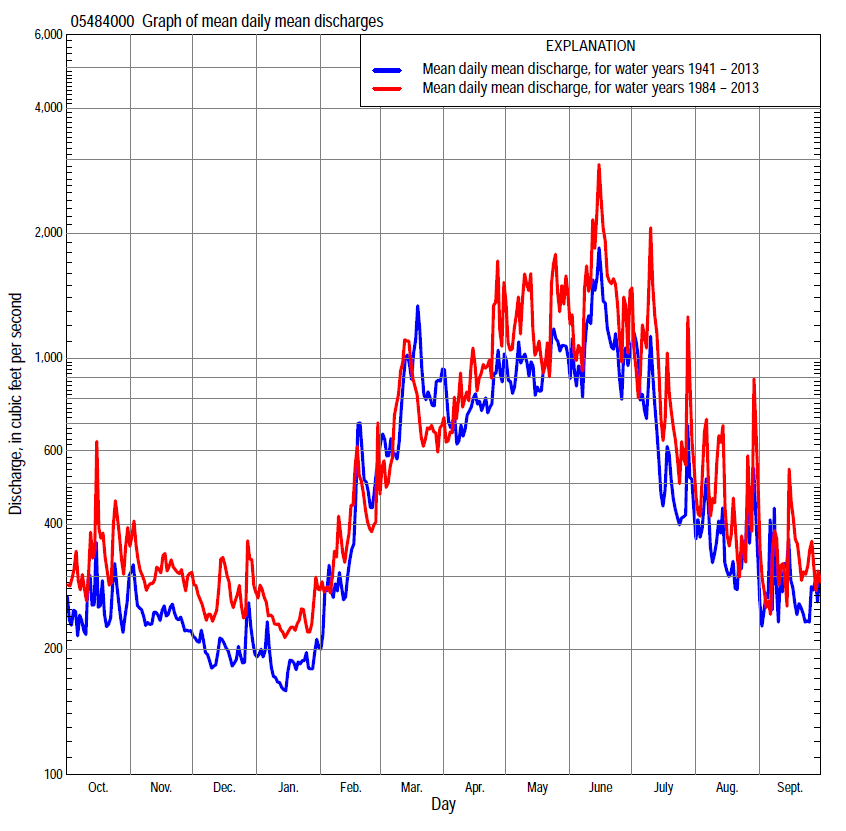 05484000 Graph of mean daily mean discharges
EXPLANATION
Mean daily mean discharge, for water years 1941 – 2013
Mean daily mean discharge, for water years 1984 – 2013
Discharge, in cubic feet per second
6,000
4,000
2,000
1,000
600
400
200
100
Oct. Nov. Dec. Jan. Feb. Mar. Apr. May June July Aug. Sept.
Day